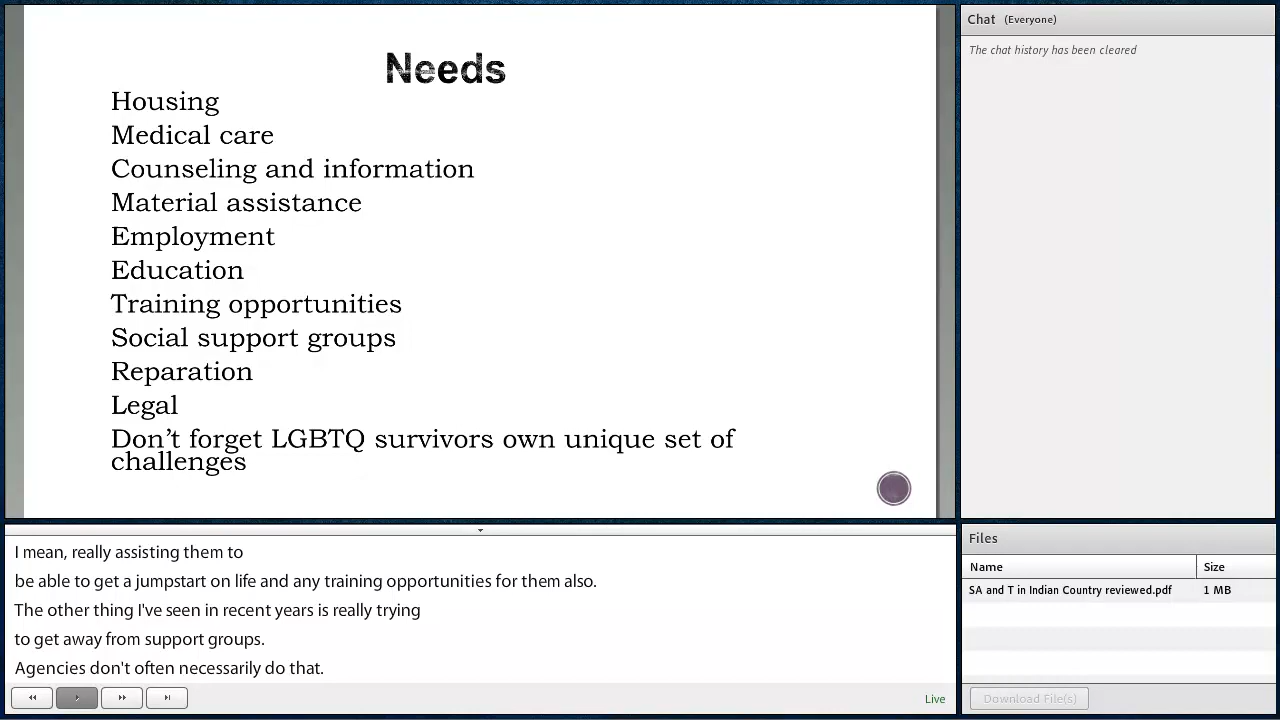 Needs
Housing
Medical care
Counseling and information
Material assistance
Employment
Education
Training opportunities
Social support groups
Reparation
Legal
Don't forget LGBTQ survivors own unique set of
challenges
Chat (Everyone)
The chat history has been cleared
I mean, really assisting them to
be able to get a jumpstart on life and any training opportunities for them also.
The other thing I've seen in recent years is really trying
to get away from support groups.
Agencies don't often necessarily do that.
Live
Files
Name Size
SA and T in Indian Country reviewed.pdf 1 MB
Download File(s)